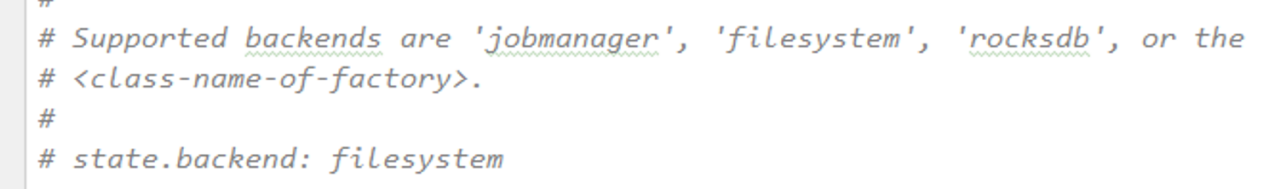 #
# Supported backends are 'jobmanager', 'filesystem', 'rocksdb', or the
# <class-name-of-factory>.
#
# state.backend: filesystem